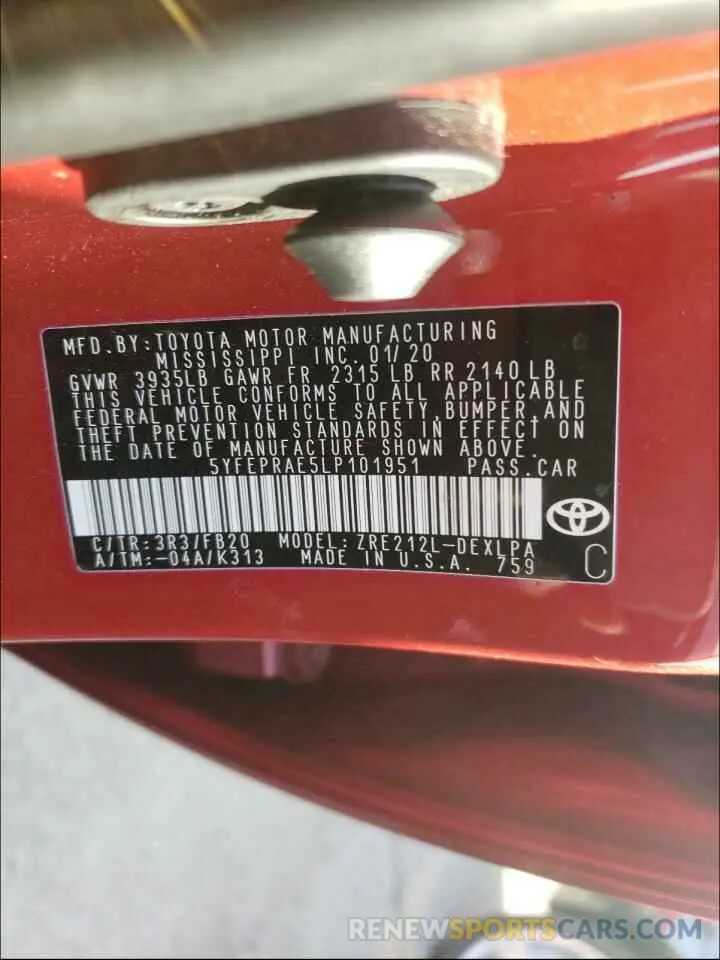 MFD.BY:TOYOTA MOTOR MANUFACTURING
MISSISSIPPI INC. 01/20
GVWR 3935LB GAWR FR 2315 LB RR 2140 LB
THIS VEHICLE CONFORMS TO ALL APPLICABLE
FEDERAL MOTOR VEHICLE SAFETY,BUMPER,AND
THEFT PREVENTION STANDARDS IN EFFECT ON
THE DATE OF MANUFACTURE SHOWN ABOVE.
5YFEPRAE5LP101951 PASS.CAR
C/TR:3R3/FB20 MODEL: ZRE212L-DEXLPA
A/TM:-04A/K313 MADE IN U.S.A. 759
C
RENEWSPORTSCARS.COM